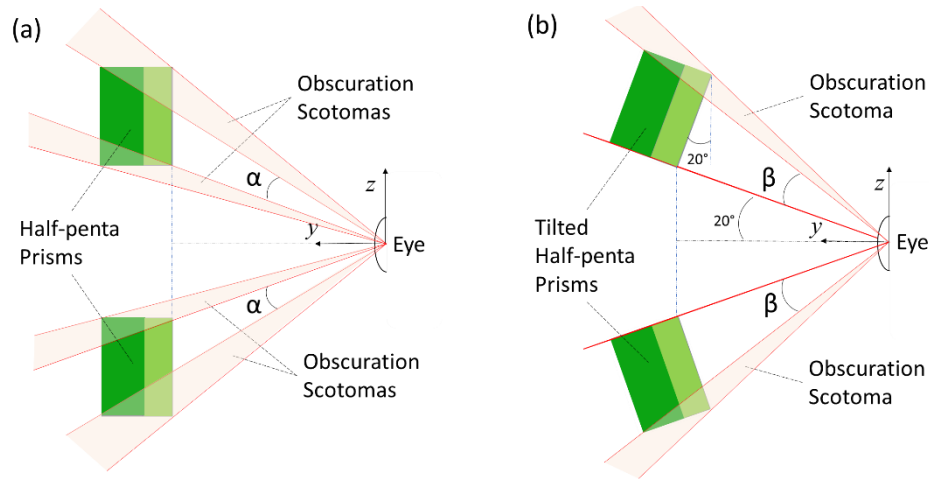 (a)
Obscuration
Scotomas
α
z
Half-penta
Prisms
y
Eye
α
Obscuration
Scotomas
(b)
Obscuration
Scotoma
20°
β
z
20°
Tilted
Half-penta
Prisms
y
Eye
β
Obscuration
Scotoma